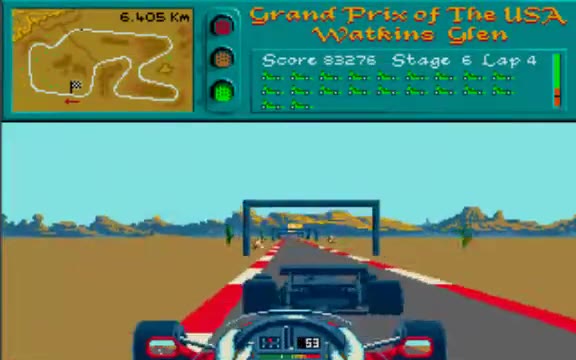 6.405 Km
Grand Prix of The USA
Watkins Glen
Score 83276 Stage 6 Lap 4
53